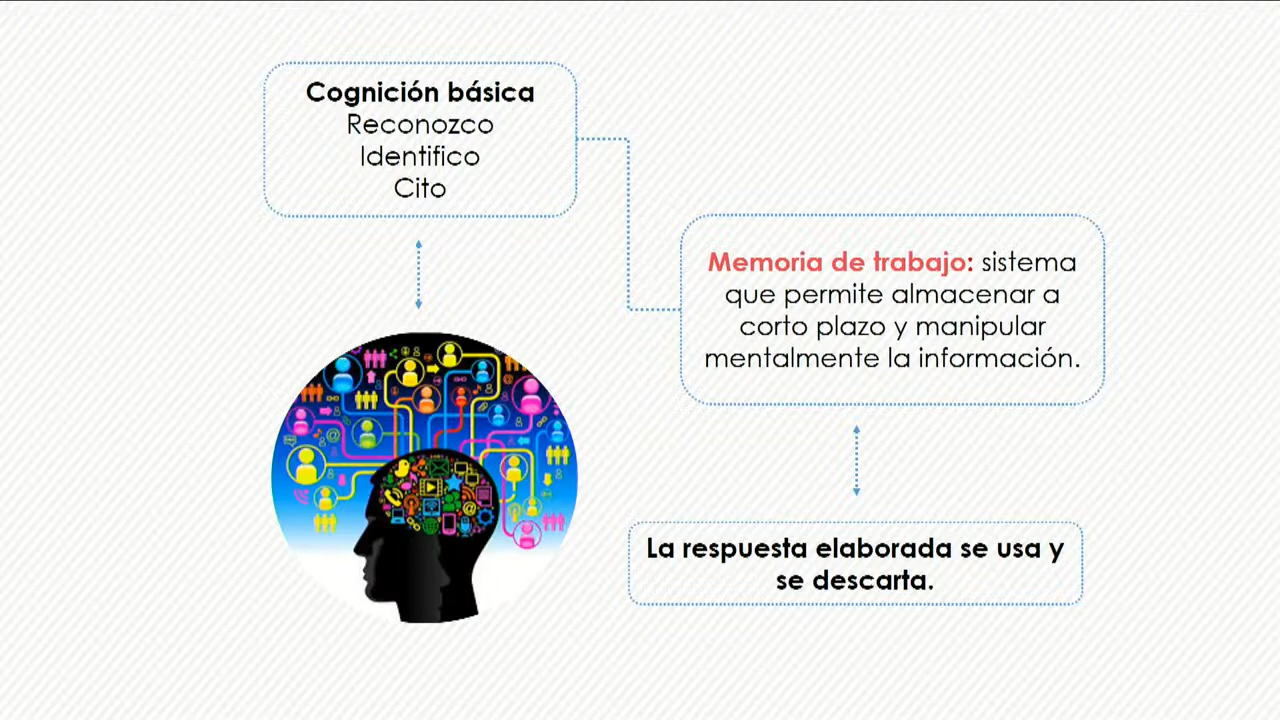 Cognición básica
Reconozco
Identifico
Cito
Memoria de trabajo: sistema
que permite almacenar a
corto plazo y manipular
mentalmente la información.
La respuesta elaborada se usa y
se descarta.